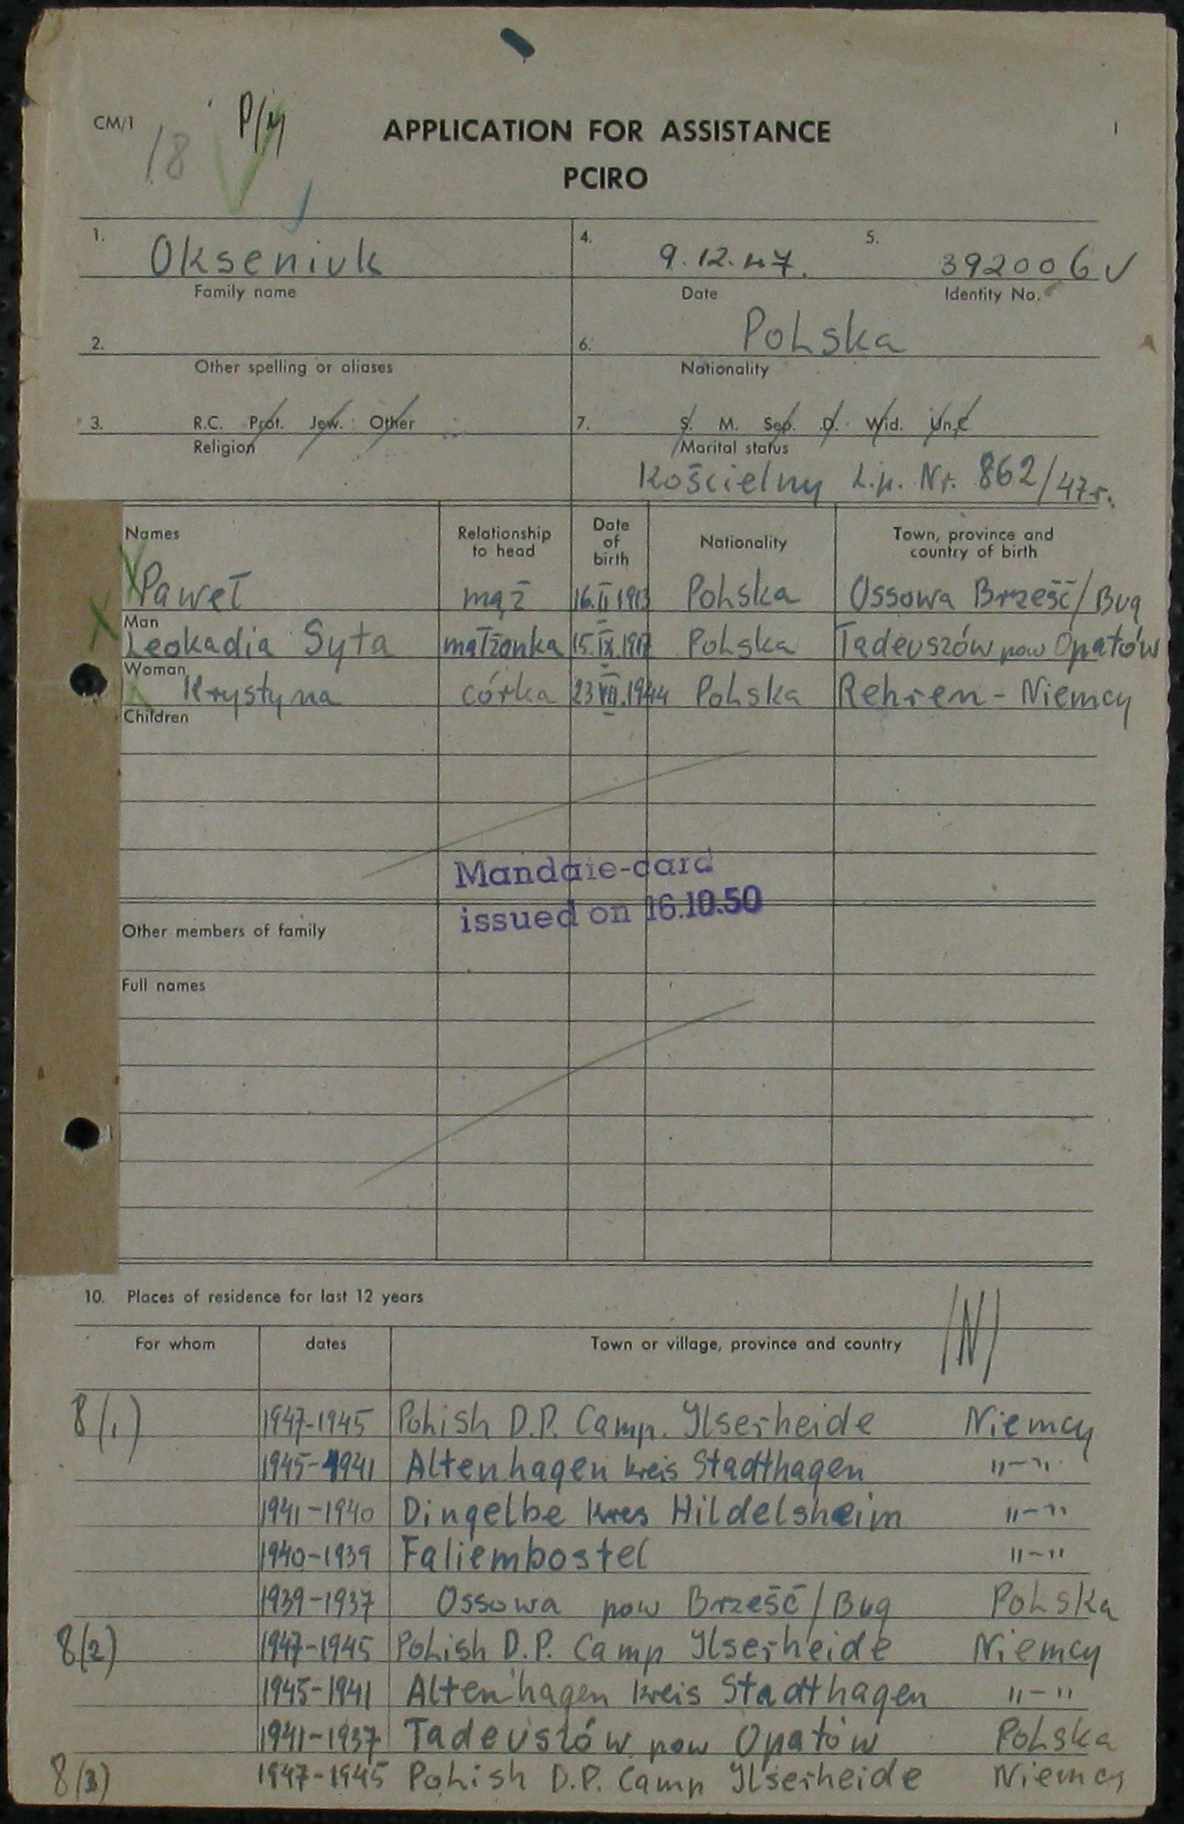 CM/1 P/M APPLICATION FOR ASSISTANCE 1
18 PCIRO
1. Okseniuk 4. 9.12.47. 5. 392006
Family name Date Identity No.
2. 6. Polska
Other spelling or aliases Nationality
3. R.C. Prot. Jew. Other 7. S. M. Sep. D. Wid. Un.C
Religion Marital status
Kościelny L.p. Nr. 862/47r.
Names Relationship to head Date of birth Nationality Town, province and country of birth
Paweł mąż 16.II.1913 Polska Ossowa Brześć/Bug
Man
Leokadia Syta małżonka 15.IX.1917 Polska Tadeuszów pow Opatów
Woman
Krystyna córka 23.VII.1944 Polska Rehren - Niemcy
Children
Mandate-card
issued on 16.10.50
Other members of family
Full names
10. Places of residence for last 12 years /N/
For whom dates Town or village, province and country
8(1) 1947-1945 Polish D.P. Camp. Ilserheide Niemcy
1945-1941 Altenhagen kreis Stadthagen "-"
1941-1940 Dingelbe kres Hildelsheim "-"
1940-1939 Faliembostel "-"
1939-1937 Ossowa pow Brześć/Bug Polska
8(2) 1947-1945 Polish D.P. Camp Ilserheide Niemcy
1945-1941 Altenhagen kreis Stadthagen "-"
1941-1937 Tadeuszów pow Opatów Polska
8(3) 1947-1945 Polish D.P. Camp Ilserheide Niemcy